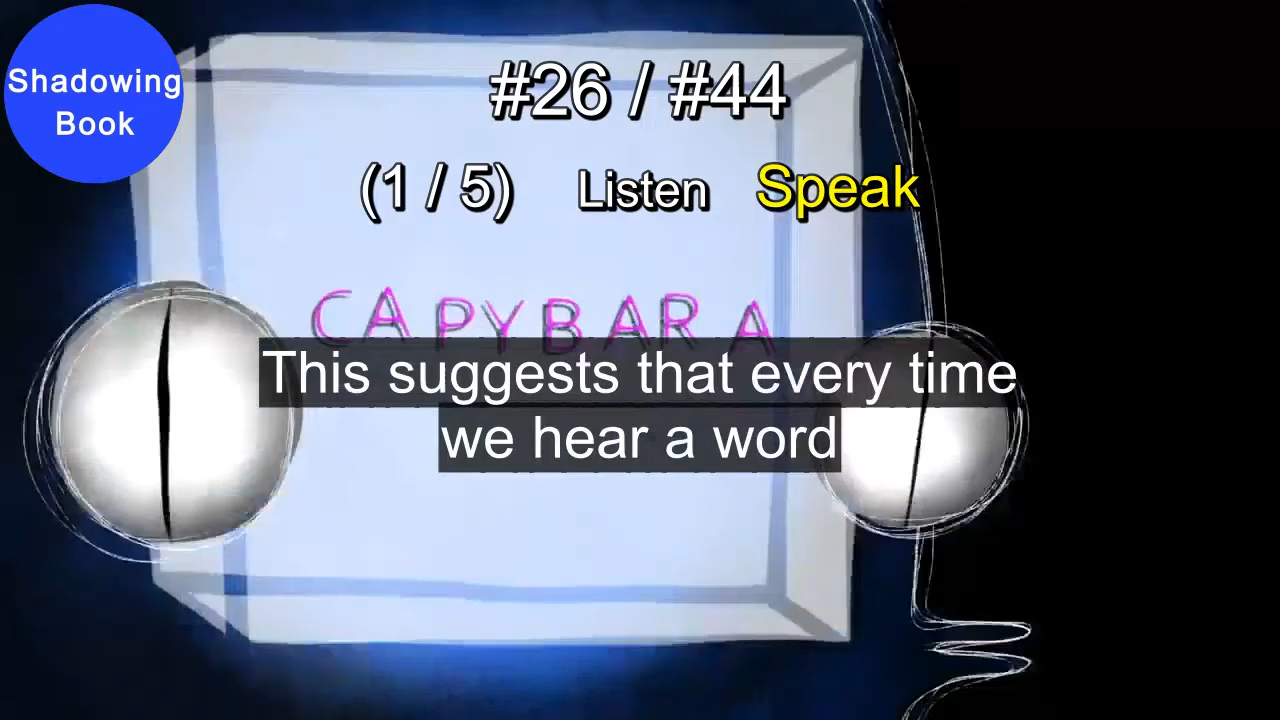 Shadowing
Book
#26 / #44
(1 / 5) Listen Speak
CAPYBARA
This suggests that every time
we hear a word